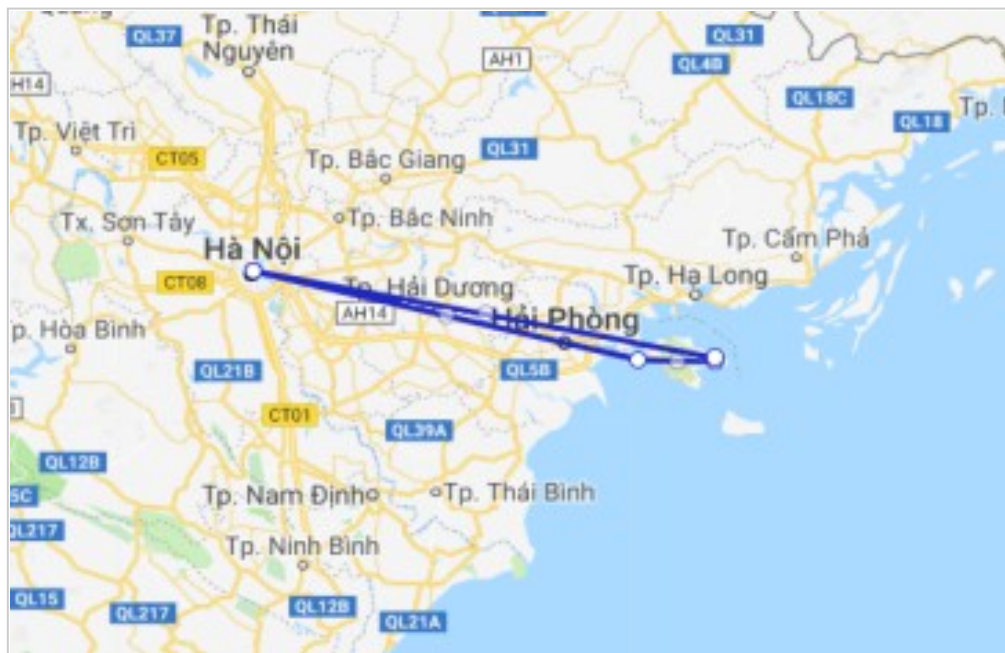 QL37
Tp. Thái
Nguyên
AH1
QL31
QL4B
H14
QL18C
QL18
Tp.
Tp. Việt Trì
CT05
Tp. Bắc Giang
QL31
Tx. Sơn Tây
Tp. Bắc Ninh
Tp. Cẩm Phả
Hà Nội
CT08
Tp. Hải Dương
Tp. Hạ Long
AH14
Hải Phòng
p. Hòa Bình
QL21B
QL5B
CT01
QL39A
QL12B
5C
Tp. Nam Định
Tp. Thái Bình
QL217
Tp. Ninh Bình
QL15
QL217
QL12B
QL21A